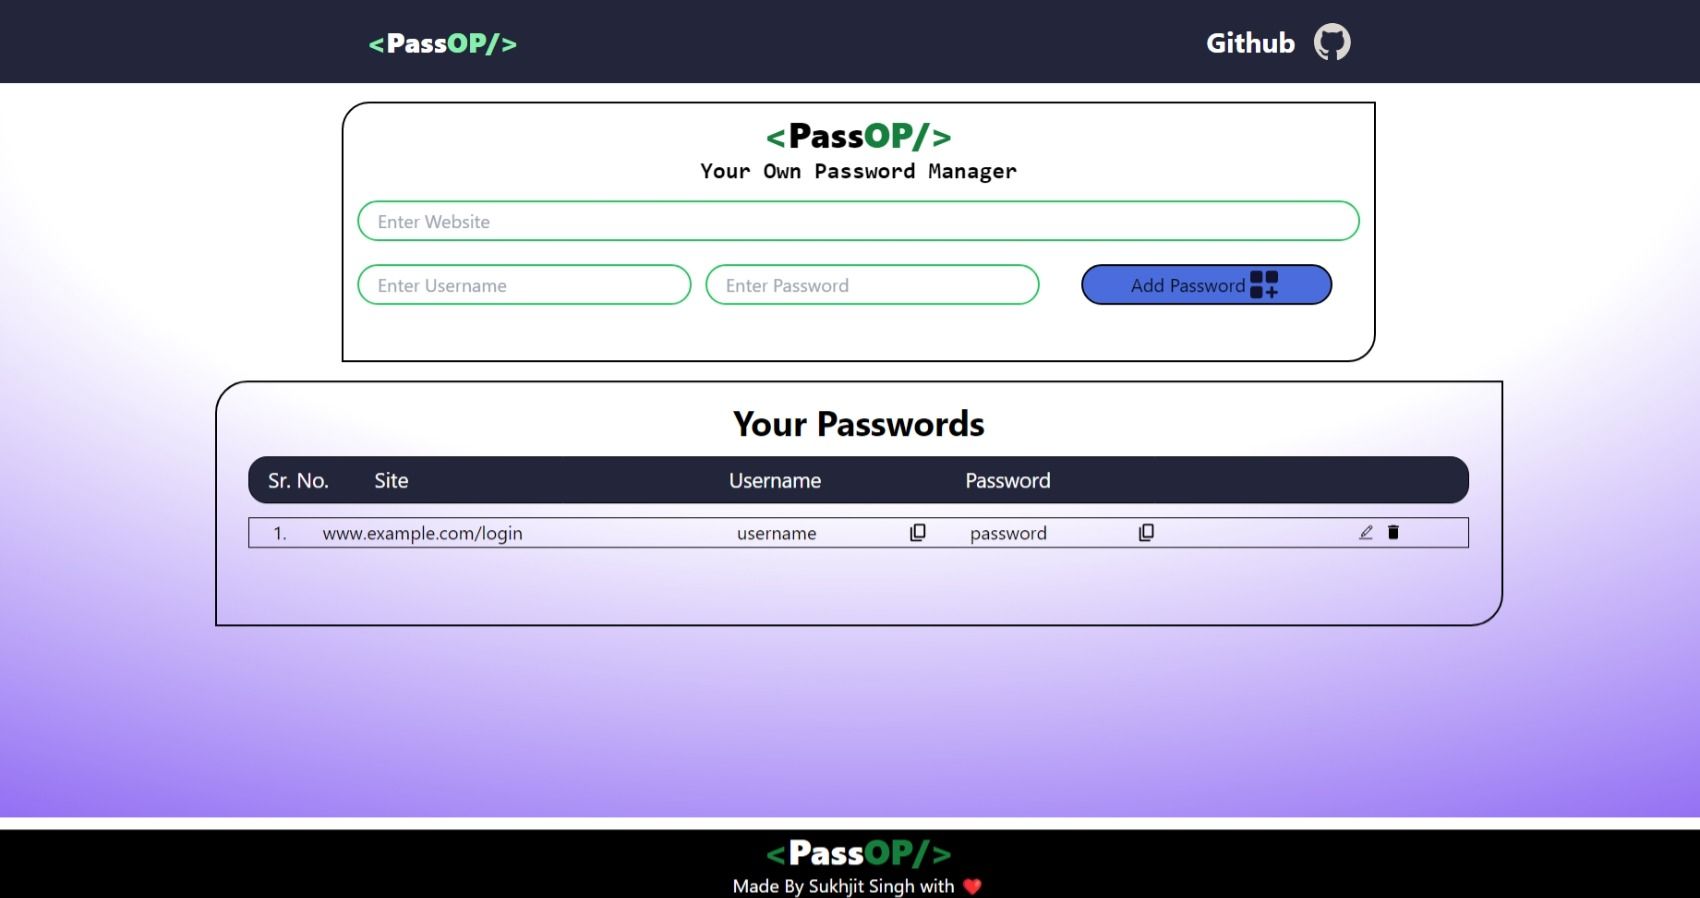 <PassOP/>
Github
<PassOP/>
Your Own Password Manager
Enter Website
Enter Username
Enter Password
Add Password
Your Passwords
Sr. No. Site Username Password
1. www.example.com/login username password
<PassOP/>
Made By Sukhjit Singh with ❤️